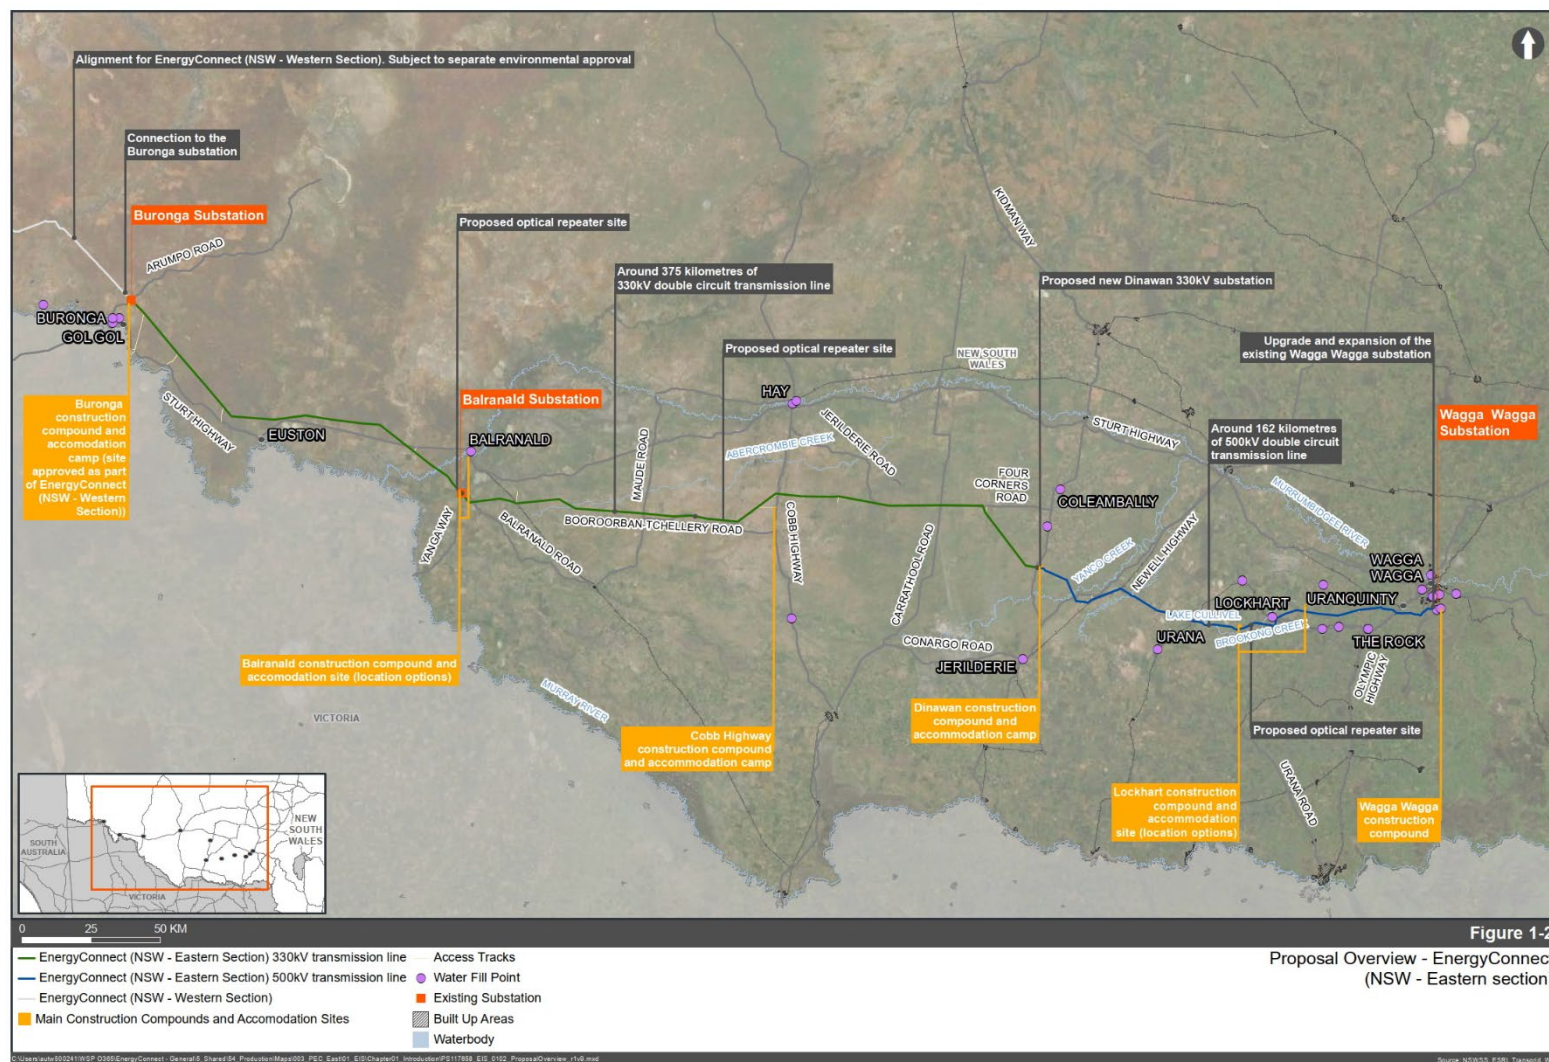 Alignment for EnergyConnect (NSW - Western Section). Subject to separate environmental approval
Connection to the
Buronga substation
Buronga Substation
ARUMPO ROAD
Proposed optical repeater site
Around 375 kilometres of
330kV double circuit transmission line
Proposed optical repeater site
KIDMAN WAY
Proposed new Dinawan 330kV substation
Upgrade and expansion of the
existing Wagga Wagga substation
BURONGA
GOL GOL
NEW SOUTH
WALES
Buronga
construction
compound and
accomodation
camp (site
approved as part
of EnergyConnect
(NSW - Western
Section))
STURT HIGHWAY
EUSTON
Balranald Substation
BALRANALD
HAY
JERILDERIE ROAD
ABERCROMBIE CREEK
MAUDE ROAD
STURT HIGHWAY
Around 162 kilometres
of 500kV double circuit
transmission line
Wagga Wagga
Substation
FOUR
CORNERS
ROAD
COLEAMBALLY
MURRUMBIDGEE RIVER
YANGA WAY
BALRANALD ROAD
BOOROORBAN-TCHELLERY ROAD
COBB HIGHWAY
CARRATHOOL ROAD
YANCO CREEK
NEWELL HIGHWAY
WAGGA
WAGGA
LOCKHART
URANQUINTY
LAKE CULLIVEL
BROOKONG CREEK
URANA
THE ROCK
OLYMPIC
HIGHWAY
CONARGO ROAD
JERILDERIE
Balranald construction compound and
accomodation site (location options)
MURRAY RIVER
VICTORIA
Cobb Highway
construction compound
and accommodation camp
Dinawan construction
compound and
accommodation camp
Proposed optical repeater site
Lockhart construction
compound and
accommodation
site (location options)
URANA ROAD
Wagga Wagga
construction
compound
SOUTH
AUSTRALIA
NEW
SOUTH
WALES
VICTORIA
0 25 50 KM
Figure 1-2
EnergyConnect (NSW - Eastern Section) 330kV transmission line
EnergyConnect (NSW - Eastern Section) 500kV transmission line
EnergyConnect (NSW - Western Section)
Main Construction Compounds and Accomodation Sites
Access Tracks
Water Fill Point
Existing Substation
Built Up Areas
Waterbody
Proposal Overview - EnergyConnec
(NSW - Eastern section